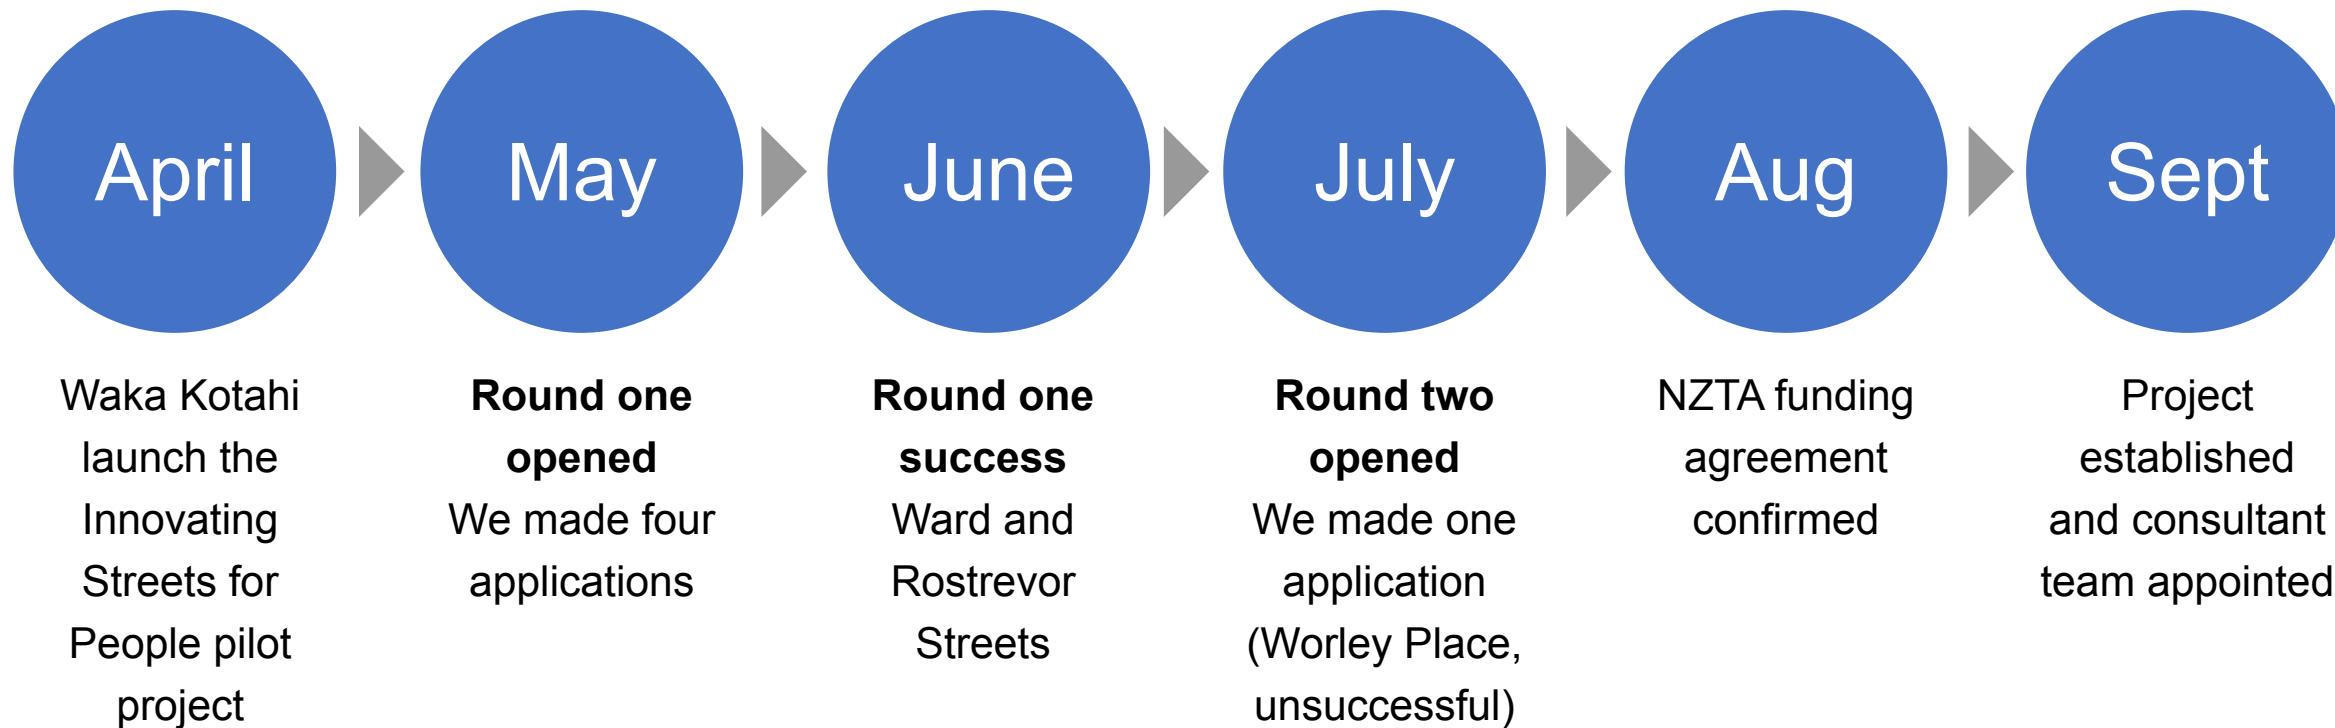 April
Waka Kotahi
launch the
Innovating
Streets for
People pilot
project
May
Round one
opened
We made four
applications
June
Round one
success
Ward and
Rostrevor
Streets
July
Round two
opened
We made one
application
(Worley Place,
unsuccessful)
Aug
NZTA funding
agreement
confirmed
Sept
Project
established
and consultant
team appointed